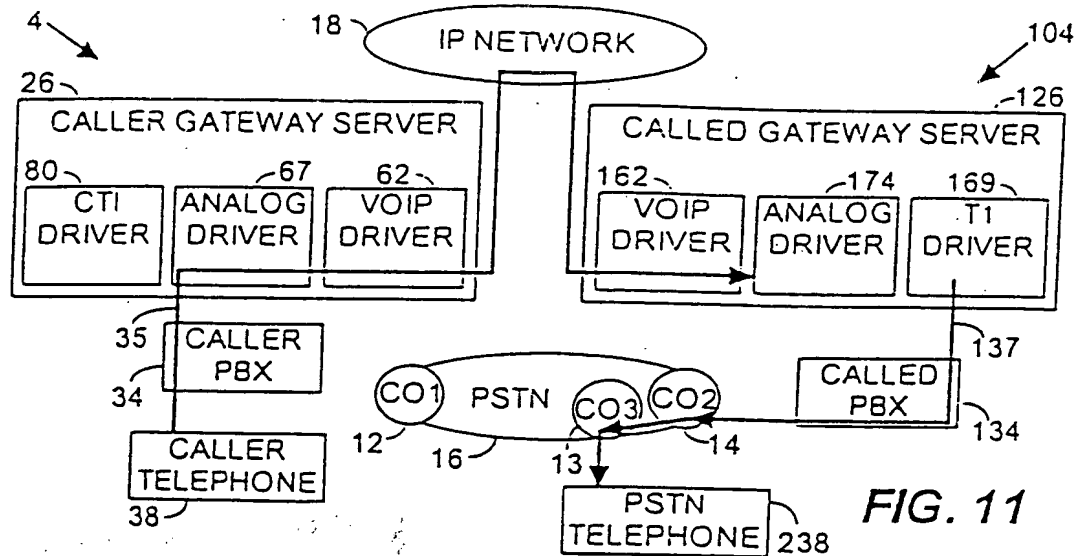 4
18
IP NETWORK
104
26
CALLER GATEWAY SERVER
80
CTI
DRIVER
67
ANALOG
DRIVER
62
VOIP
DRIVER
126
CALLED GATEWAY SERVER
162
VOIP
DRIVER
174
ANALOG
DRIVER
169
T1
DRIVER
35
CALLER
PBX
34
CALLER
TELEPHONE
38
CO1
12
PSTN
16
CO3
13
CO2
14
137
CALLED
PBX
134
PSTN
TELEPHONE
238
FIG. 11